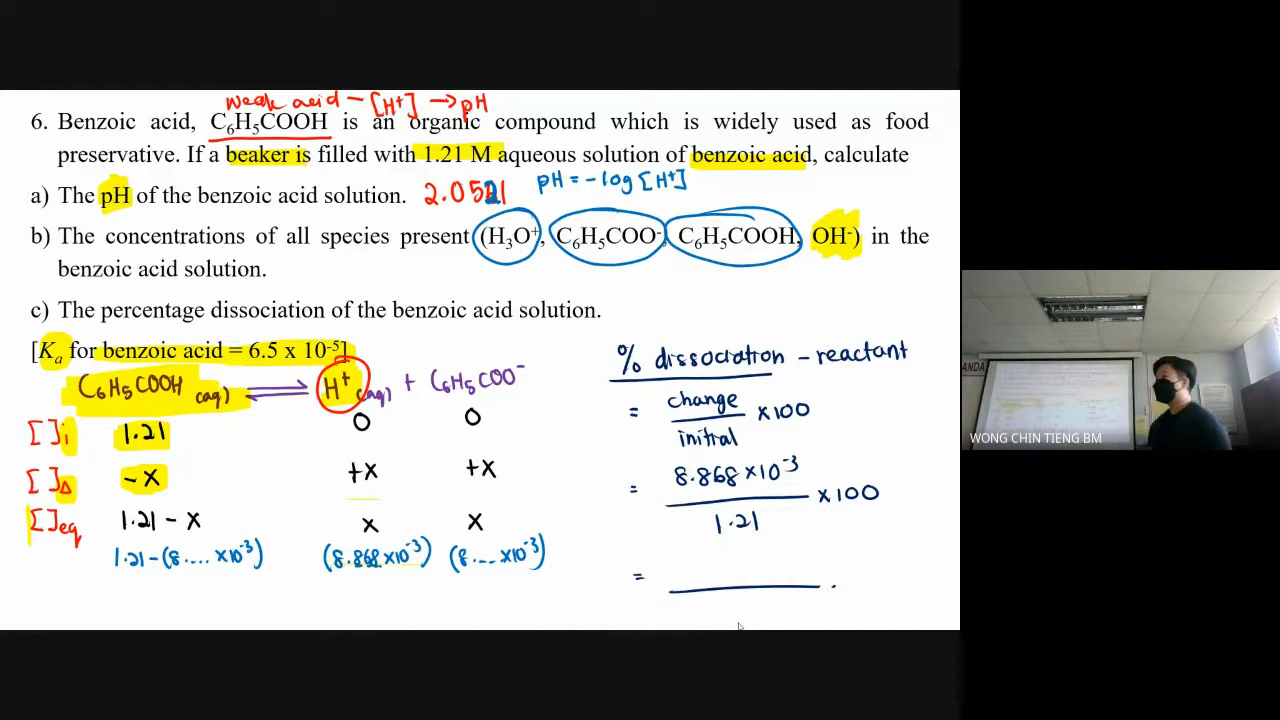 weak acid – [H⁺] → pH
6. Benzoic acid, C₆H₅COOH is an organic compound which is widely used as food
preservative. If a beaker is filled with 1.21 M aqueous solution of benzoic acid, calculate
a) The pH of the benzoic acid solution. 2.0521 pH = -log [H⁺]
b) The concentrations of all species present (H₃O⁺, C₆H₅COO⁻, C₆H₅COOH, OH⁻) in the
benzoic acid solution.
c) The percentage dissociation of the benzoic acid solution.
[Kₐ for benzoic acid = 6.5 x 10⁻⁵]
C₆H₅COOH (aq) ⇌ H⁺ (aq) + C₆H₅COO⁻
[ ]i 1.21 0 0
[ ]Δ -x +x +x
[ ]eq 1.21 - x x x
1.21 - (8.... x10⁻³) (8.868 x10⁻³) (8.... x10⁻³)
% dissociation - reactant
= change / initial x 100
= 8.868 x 10⁻³ / 1.21 x 100
= ________ .
WONG CHIN TIENG BM